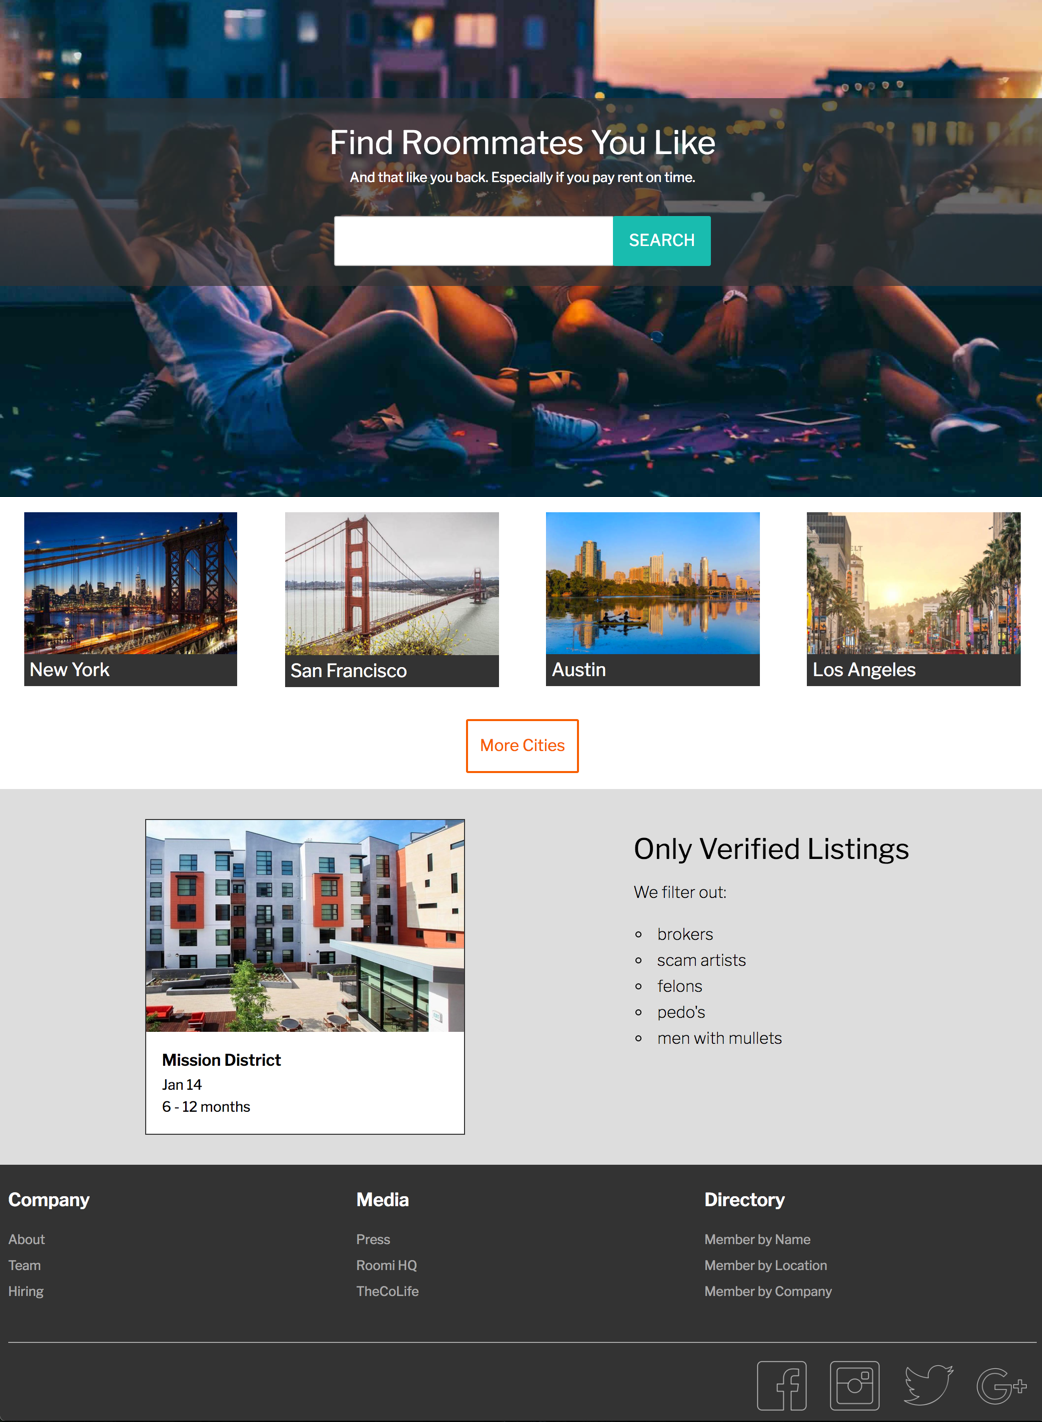 Find Roommates You Like
And that like you back. Especially if you pay rent on time.
SEARCH
New York
San Francisco
Austin
Los Angeles
More Cities
Only Verified Listings
We filter out:
brokers
scam artists
felons
pedo's
men with mullets
Mission District
Jan 14
6 - 12 months
Company
About
Team
Hiring
Media
Press
Roomi HQ
TheCoLife
Directory
Member by Name
Member by Location
Member by Company